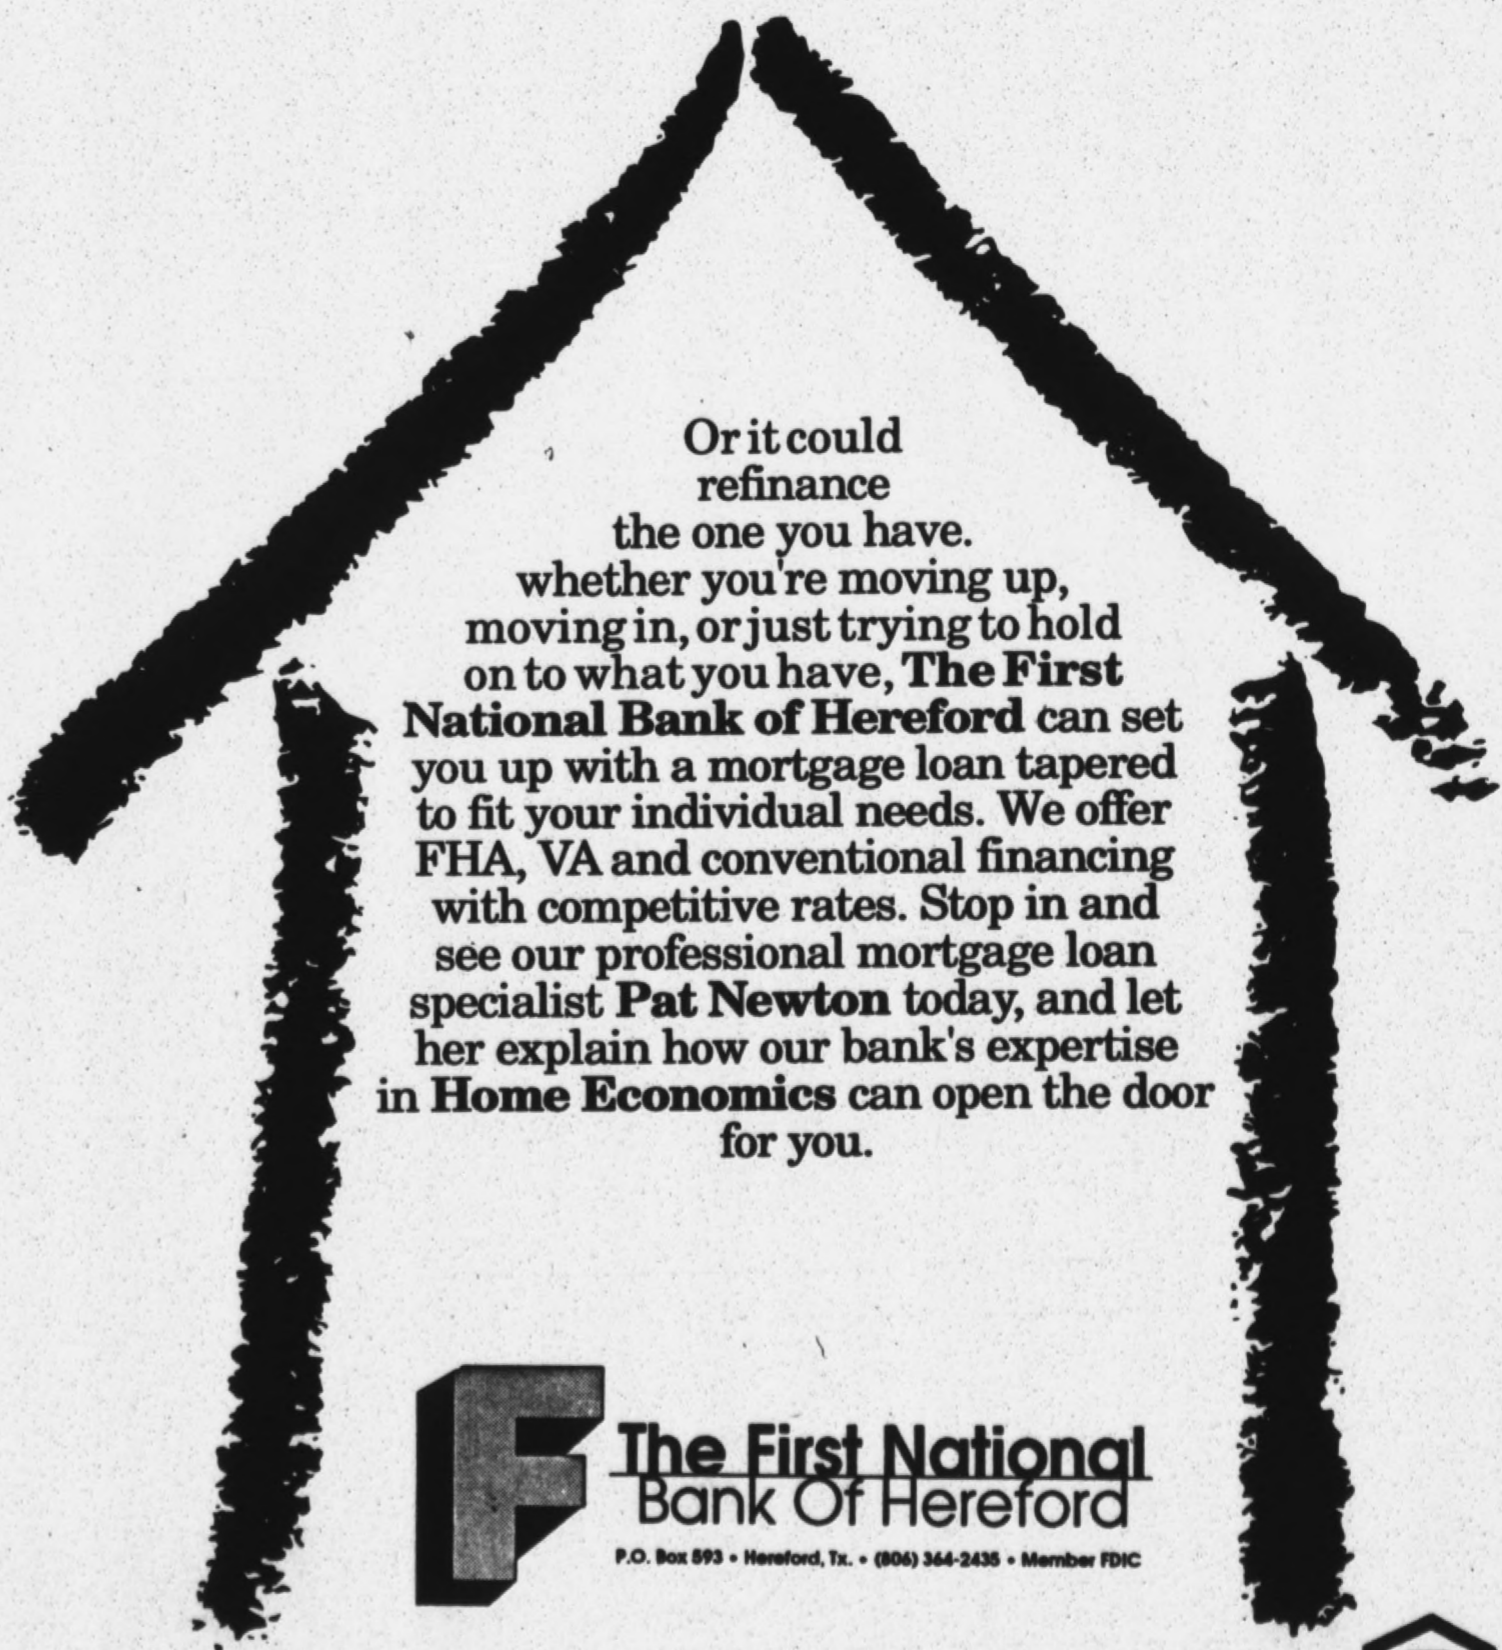 Or it could
refinance
the one you have.
whether you're moving up,
moving in, or just trying to hold
on to what you have, The First
National Bank of Hereford can set
you up with a mortgage loan tapered
to fit your individual needs. We offer
FHA, VA and conventional financing
with competitive rates. Stop in and
see our professional mortgage loan
specialist Pat Newton today, and let
her explain how our bank's expertise
in Home Economics can open the door
for you.
F
The First National
Bank Of Hereford
P.O. Box 593 • Hereford, Tx. • (806) 364-2435 • Member FDIC